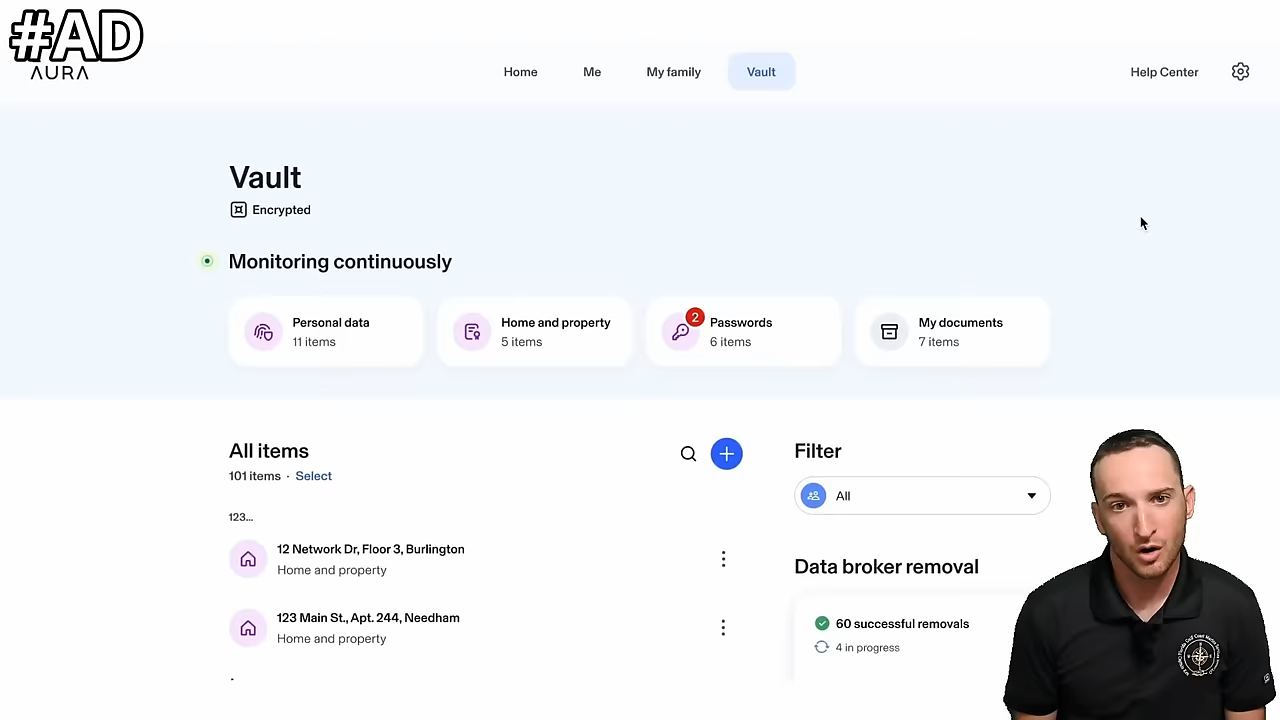 #AD
AURA
Home
Me
My family
Vault
Help Center
Vault
Encrypted
Monitoring continuously
Personal data
11 items
Home and property
5 items
2
Passwords
6 items
My documents
7 items
All items
101 items · Select
123...
12 Network Dr, Floor 3, Burlington
Home and property
123 Main St., Apt. 244, Needham
Home and property
Filter
All
Data broker removal
60 successful removals
4 in progress